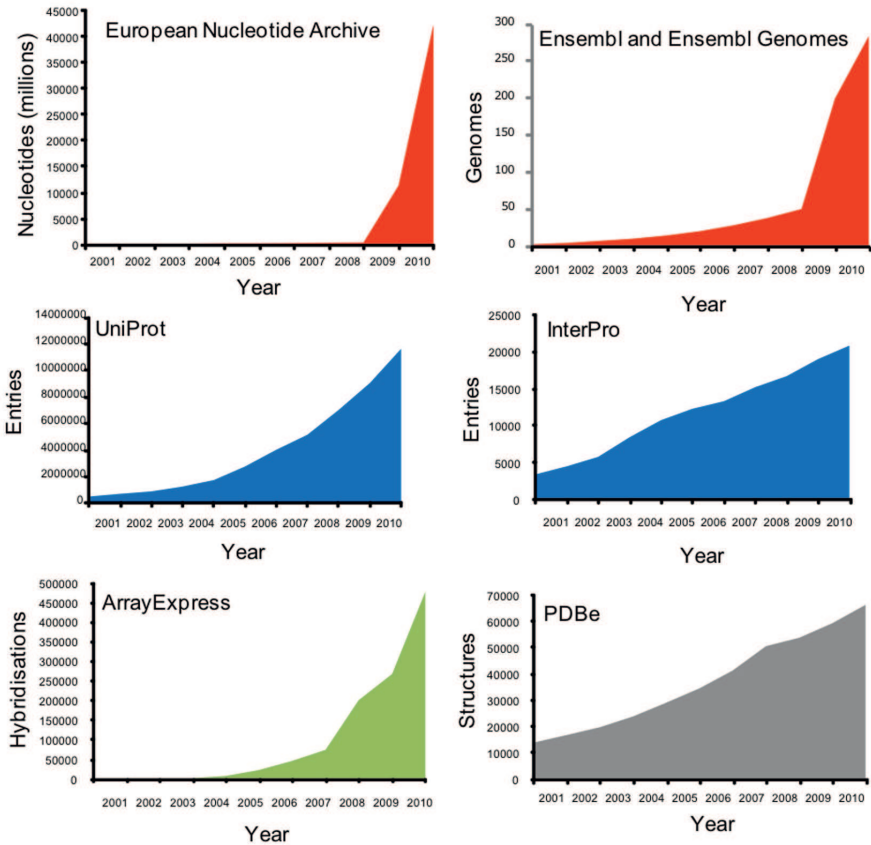 European Nucleotide Archive
Nucleotides (millions)
45000
40000
35000
30000
25000
20000
15000
10000
5000
0
2001 2002 2003 2004 2005 2006 2007 2008 2009 2010
Year
Ensembl and Ensembl Genomes
Genomes
300
250
200
150
100
50
0
2001 2002 2003 2004 2005 2006 2007 2008 2009 2010
Year
UniProt
Entries
14000000
12000000
10000000
8000000
6000000
4000000
2000000
0
2001 2002 2003 2004 2005 2006 2007 2008 2009 2010
Year
InterPro
Entries
25000
20000
15000
10000
5000
0
2001 2002 2003 2004 2005 2006 2007 2008 2009 2010
Year
ArrayExpress
Hybridisations
500000
450000
400000
350000
300000
250000
200000
150000
100000
50000
0
2001 2002 2003 2004 2005 2006 2007 2008 2009 2010
Year
PDBe
Structures
70000
60000
50000
40000
30000
20000
10000
0
2001 2002 2003 2004 2005 2006 2007 2008 2009 2010
Year